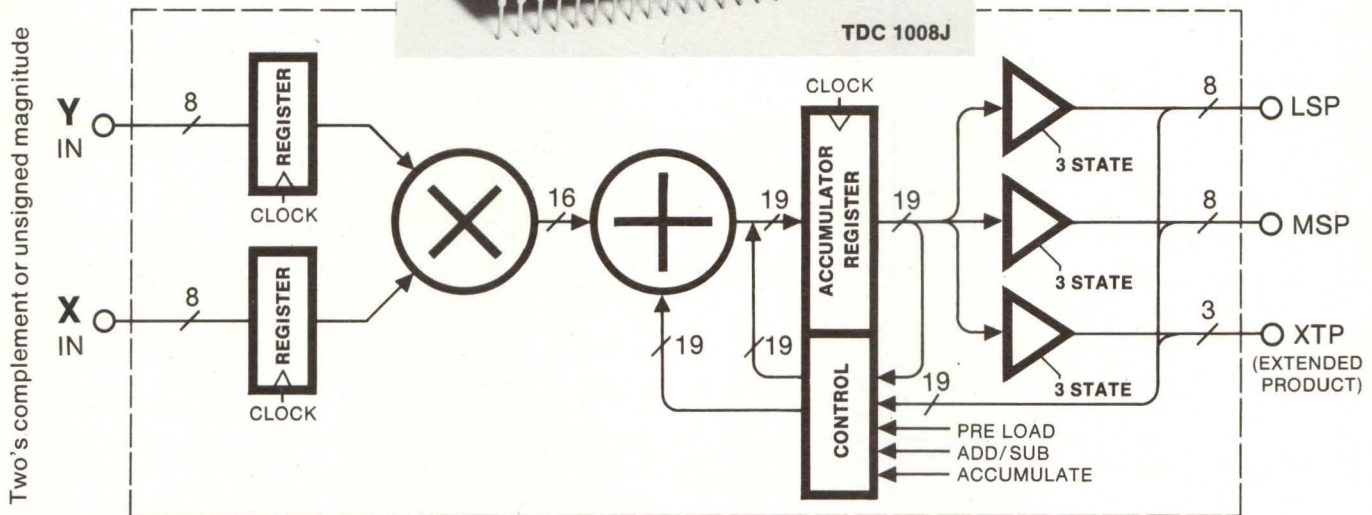 TDC 1008J
Two's complement or unsigned magnitude
Y
IN
8
REGISTER
CLOCK
X
IN
8
REGISTER
CLOCK
16
19
19
19
CLOCK
ACCUMULATOR
REGISTER
CONTROL
19
19
PRE LOAD
ADD/SUB
ACCUMULATE
3 STATE
8
LSP
3 STATE
8
MSP
3 STATE
3
XTP
(EXTENDED
PRODUCT)